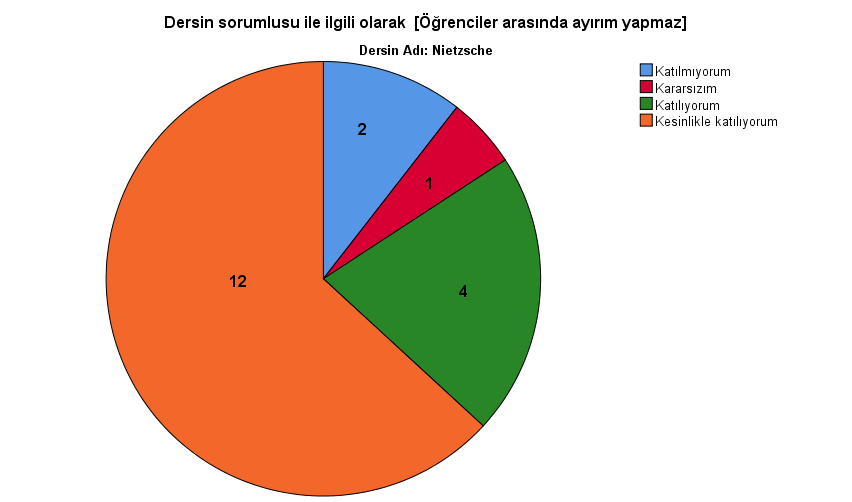 Dersin sorumlusu ile ilgili olarak  [Öğrenciler arasında ayırım yapmaz]
Dersin Adı: Nietzsche
Katılmıyorum
Kararsızım
Katılıyorum
Kesinlikle katılıyorum
2
1
4
12